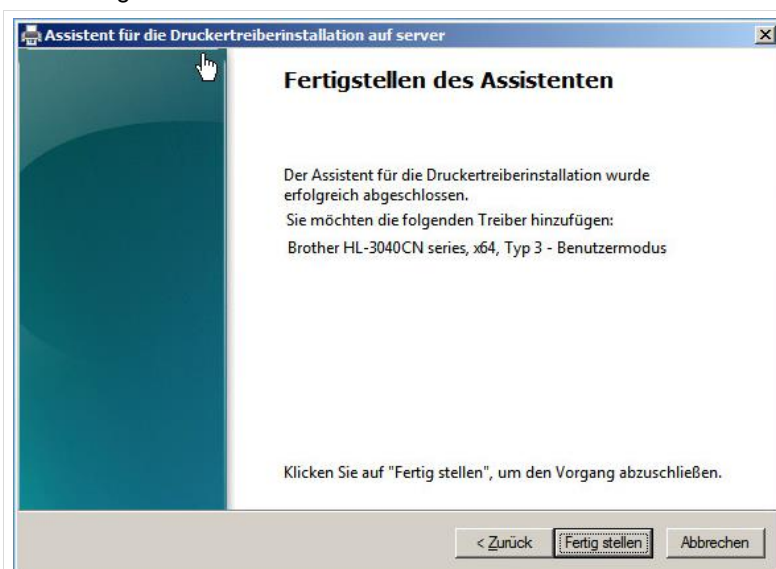 Assistent für die Druckertreiberinstallation auf server
Fertigstellen des Assistenten
Der Assistent für die Druckertreiberinstallation wurde
erfolgreich abgeschlossen.
Sie möchten die folgenden Treiber hinzufügen:
Brother HL-3040CN series, x64, Typ 3 - Benutzermodus
Klicken Sie auf "Fertig stellen", um den Vorgang abzuschließen.
< Zurück Fertig stellen Abbrechen